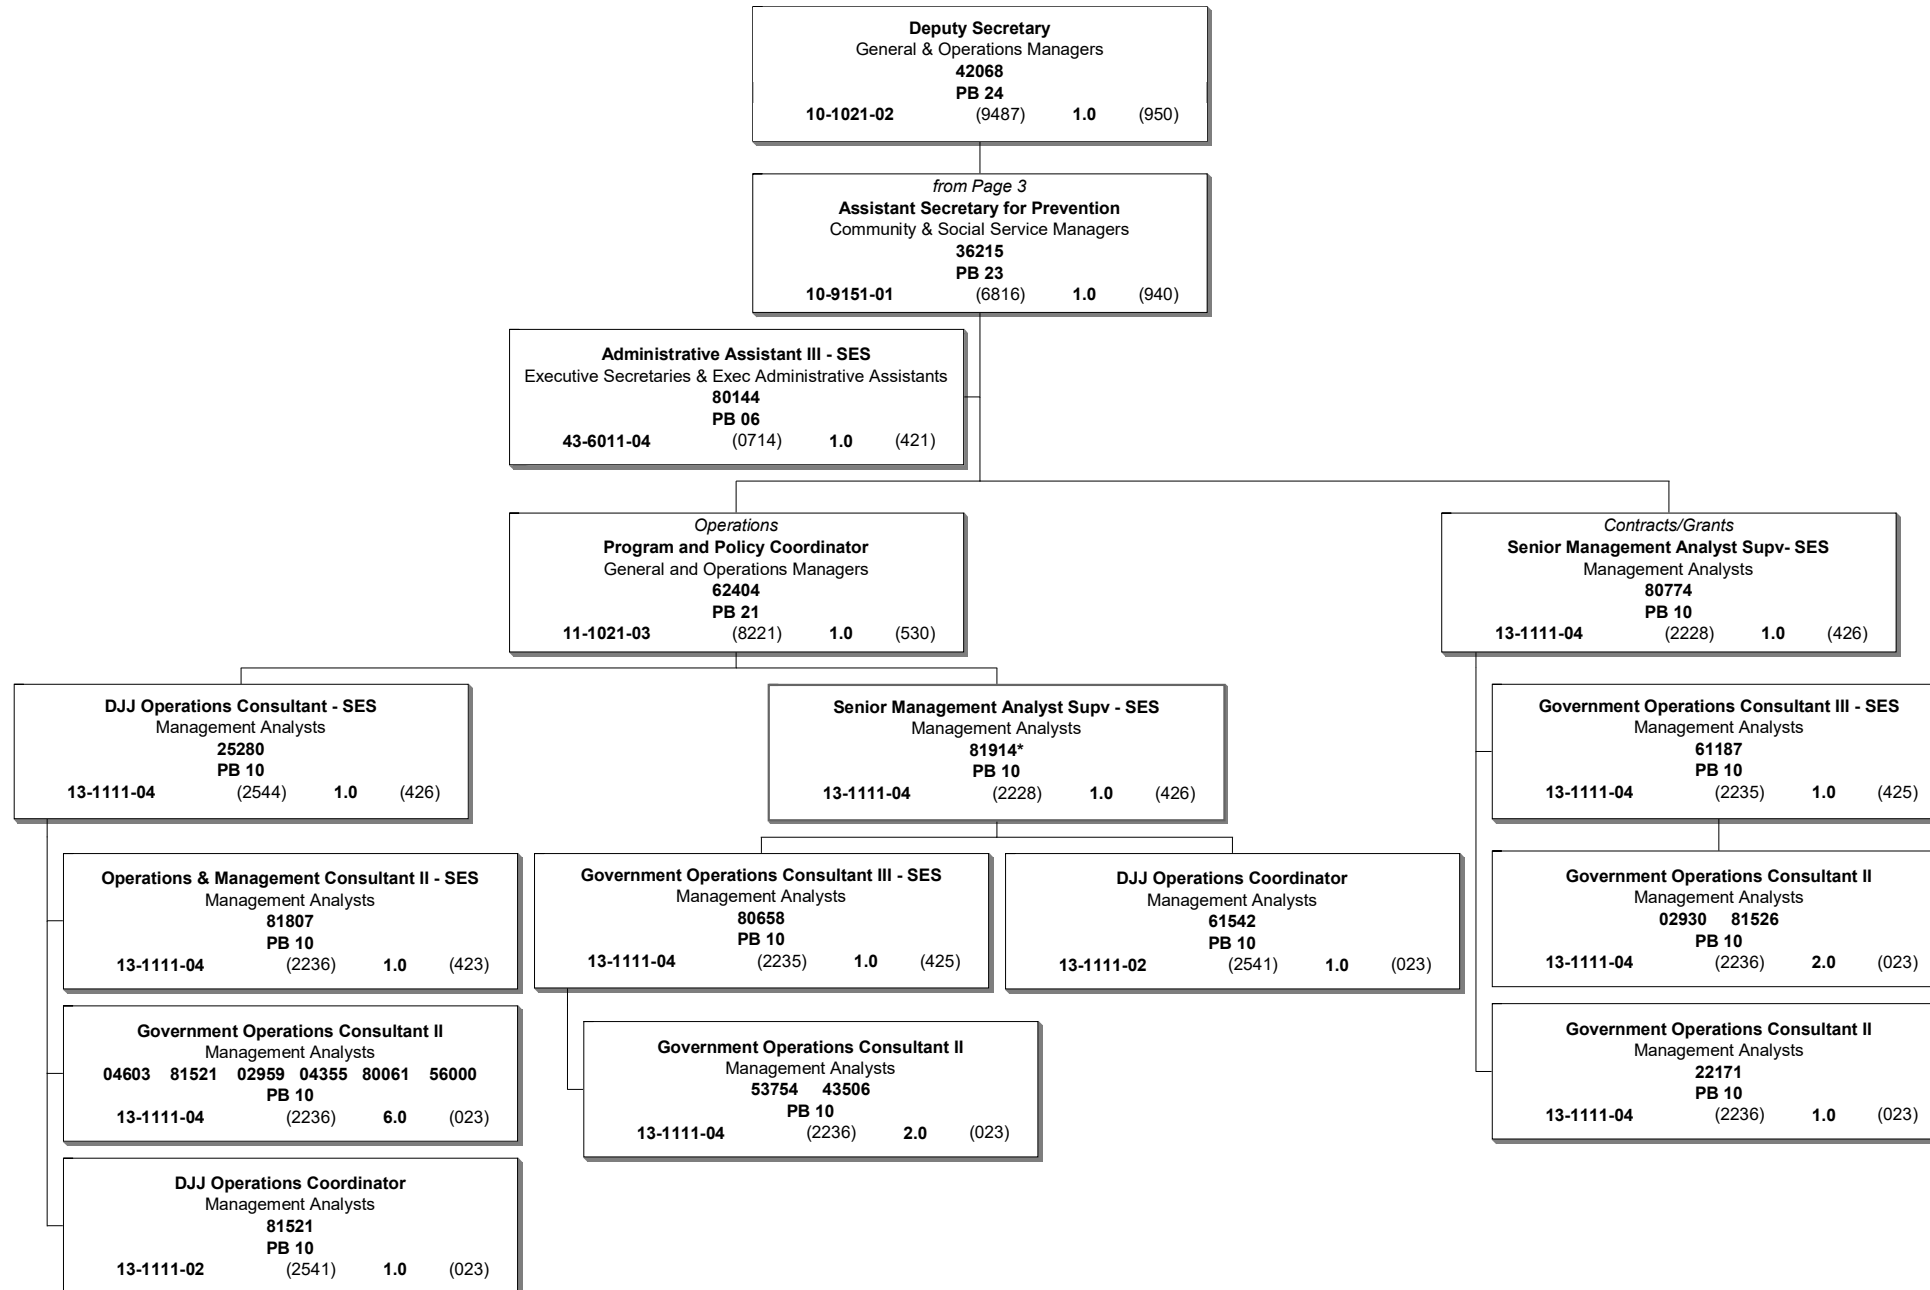 Deputy Secretary
General & Operations Managers
42068
PB 24
10-1021-02 (9487) 1.0 (950)
from Page 3
Assistant Secretary for Prevention
Community & Social Service Managers
36215
PB 23
10-9151-01 (6816) 1.0 (940)
Administrative Assistant III - SES
Executive Secretaries & Exec Administrative Assistants
80144
PB 06
43-6011-04 (0714) 1.0 (421)
Operations
Program and Policy Coordinator
General and Operations Managers
62404
PB 21
11-1021-03 (8221) 1.0 (530)
Contracts/Grants
Senior Management Analyst Supv- SES
Management Analysts
80774
PB 10
13-1111-04 (2228) 1.0 (426)
DJJ Operations Consultant - SES
Management Analysts
25280
PB 10
13-1111-04 (2544) 1.0 (426)
Senior Management Analyst Supv - SES
Management Analysts
81914*
PB 10
13-1111-04 (2228) 1.0 (426)
Government Operations Consultant III - SES
Management Analysts
61187
PB 10
13-1111-04 (2235) 1.0 (425)
Operations & Management Consultant II - SES
Management Analysts
81807
PB 10
13-1111-04 (2236) 1.0 (423)
Government Operations Consultant III - SES
Management Analysts
80658
PB 10
13-1111-04 (2235) 1.0 (425)
DJJ Operations Coordinator
Management Analysts
61542
PB 10
13-1111-02 (2541) 1.0 (023)
Government Operations Consultant II
Management Analysts
02930 81526
PB 10
13-1111-04 (2236) 2.0 (023)
Government Operations Consultant II
Management Analysts
04603 81521 02959 04355 80061 56000
PB 10
13-1111-04 (2236) 6.0 (023)
Government Operations Consultant II
Management Analysts
53754 43506
PB 10
13-1111-04 (2236) 2.0 (023)
Government Operations Consultant II
Management Analysts
22171
PB 10
13-1111-04 (2236) 1.0 (023)
DJJ Operations Coordinator
Management Analysts
81521
PB 10
13-1111-02 (2541) 1.0 (023)